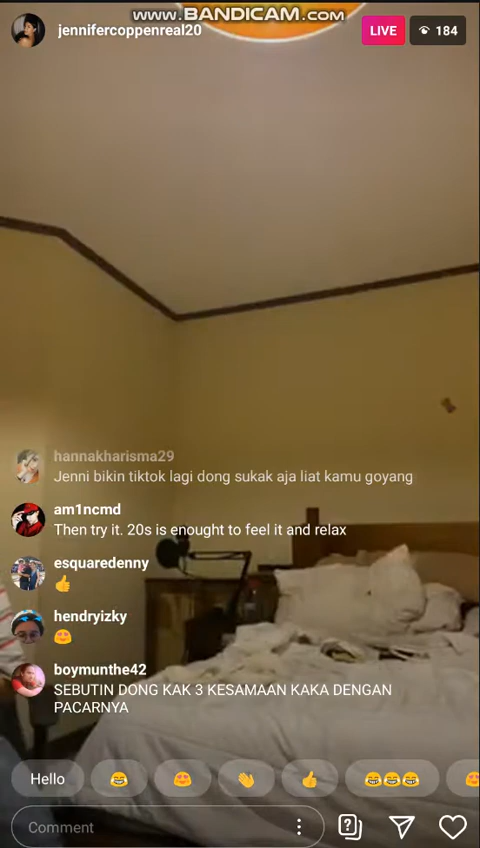 www.BANDICAM.com
jennifercoppenreal20
LIVE
184
hannakharisma29
Jenni bikin tiktok lagi dong sukak aja liat kamu goyang
am1ncmd
Then try it. 20s is enought to feel it and relax
esquaredenny
👍
hendryizky
😍
boymunthe42
SEBUTIN DONG KAK 3 KESAMAAN KAKA DENGAN
PACARNYA
Hello 😂 😍 👏 👍 😂😂😂
Comment